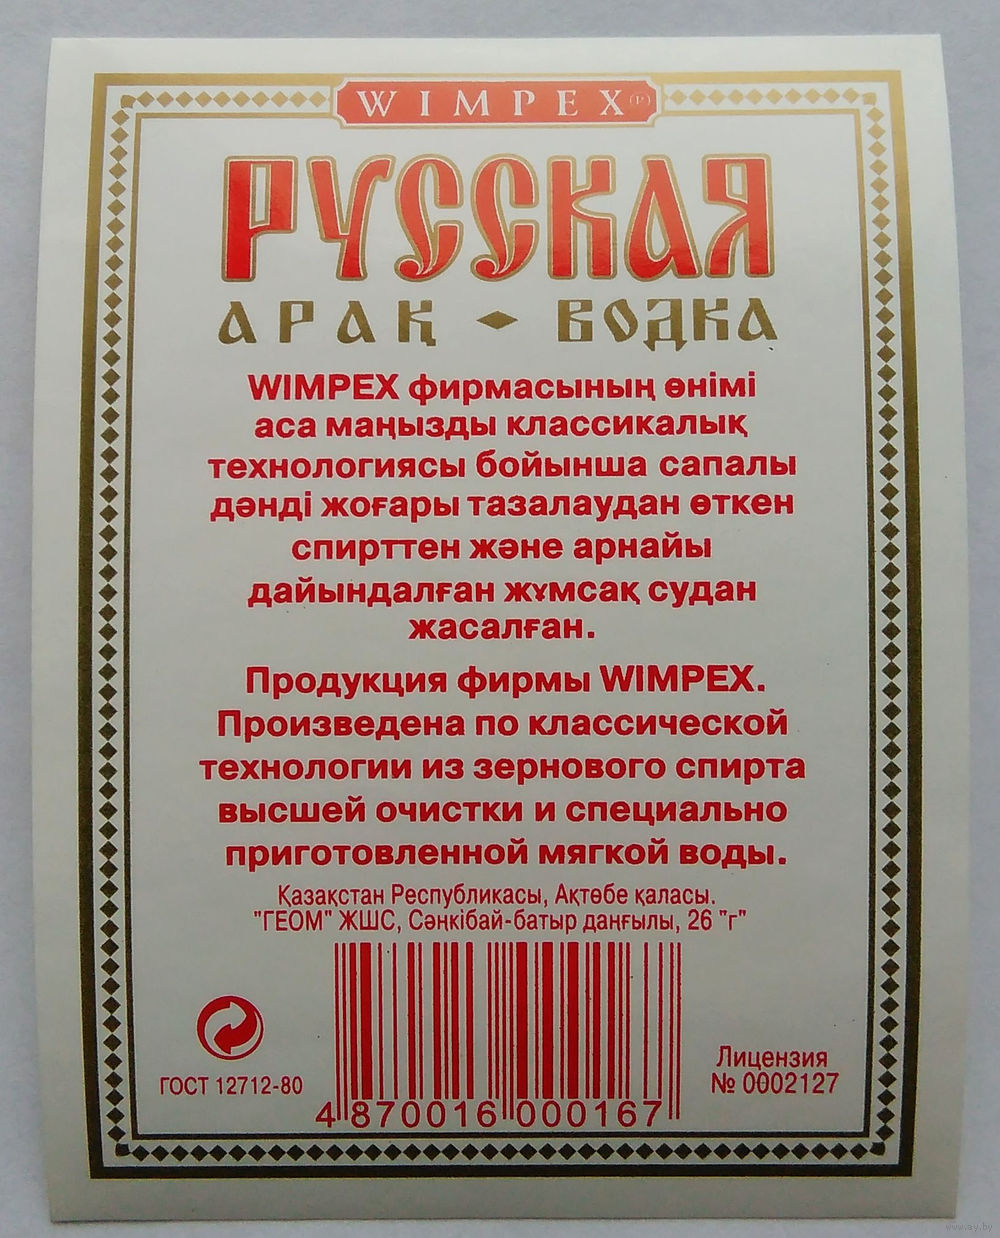 WIMPEX
РУССКАЯ
АРАҚ ♦ ВОДКА
WIMPEX фирмасының өнімі
аса маңызды классикалық
технологиясы бойынша сапалы
дәнді жоғары тазалаудан өткен
спирттен және арнайы
дайындалған жұмсақ судан
жасалған.
Продукция фирмы WIMPEX.
Произведена по классической
технологии из зернового спирта
высшей очистки и специально
приготовленной мягкой воды.
Қазақстан Республикасы, Ақтөбе қаласы.
"ГЕОМ" ЖШС, Сәңкібай-батыр даңғылы, 26 "г"
ГОСТ 12712-80
4 870016 000167
Лицензия
№ 0002127
www.ay.by